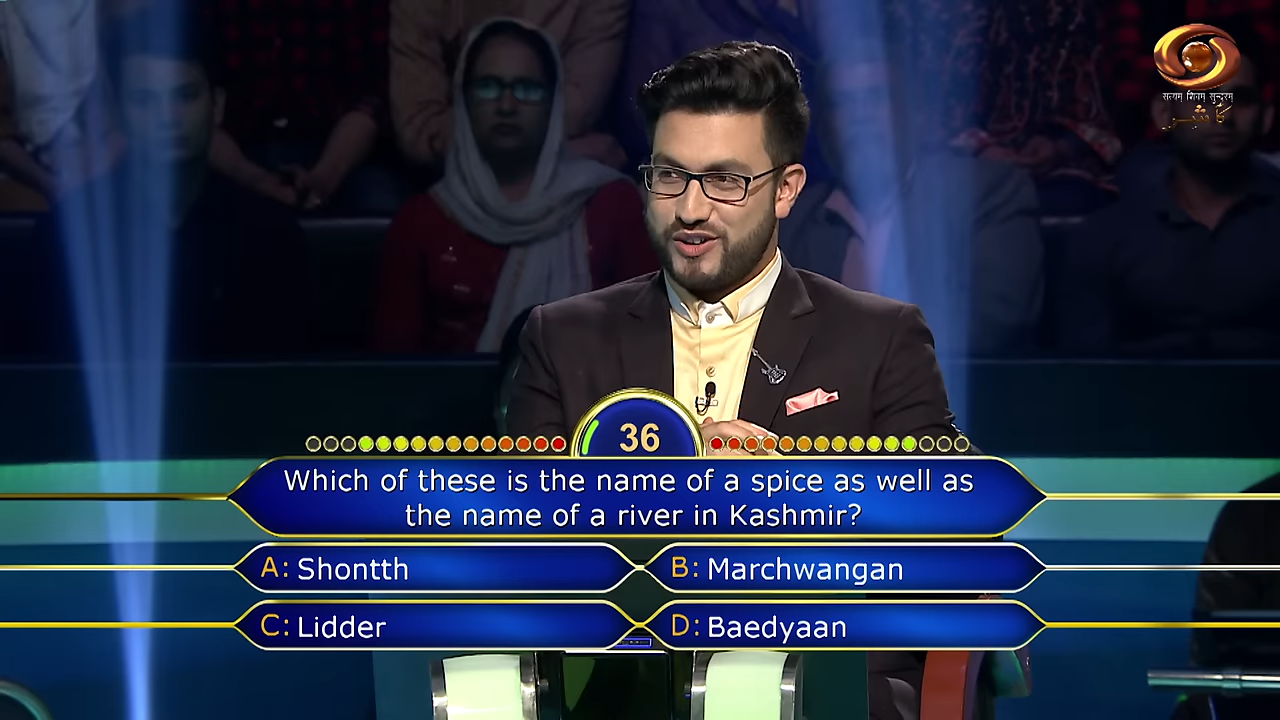 सत्यम् शिवम् सुन्दरम्
کاشُر
36
Which of these is the name of a spice as well as
the name of a river in Kashmir?
A: Shontth
B: Marchwangan
C: Lidder
D: Baedyaan